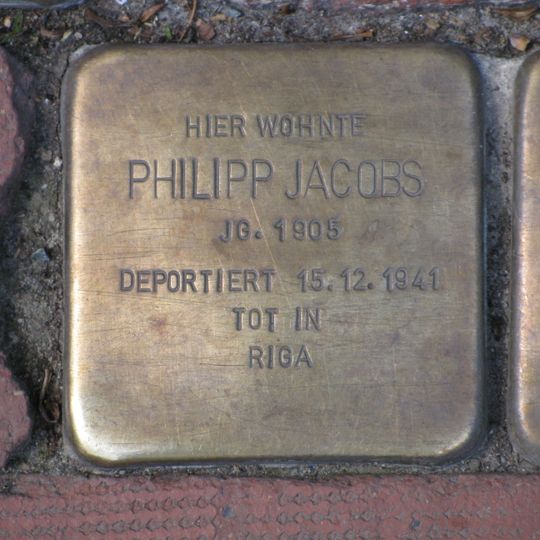 HIER WOHNTE
PHILIPP JACOBS
JG. 1905
DEPORTIERT 15.12.1941
TOT IN
RIGA